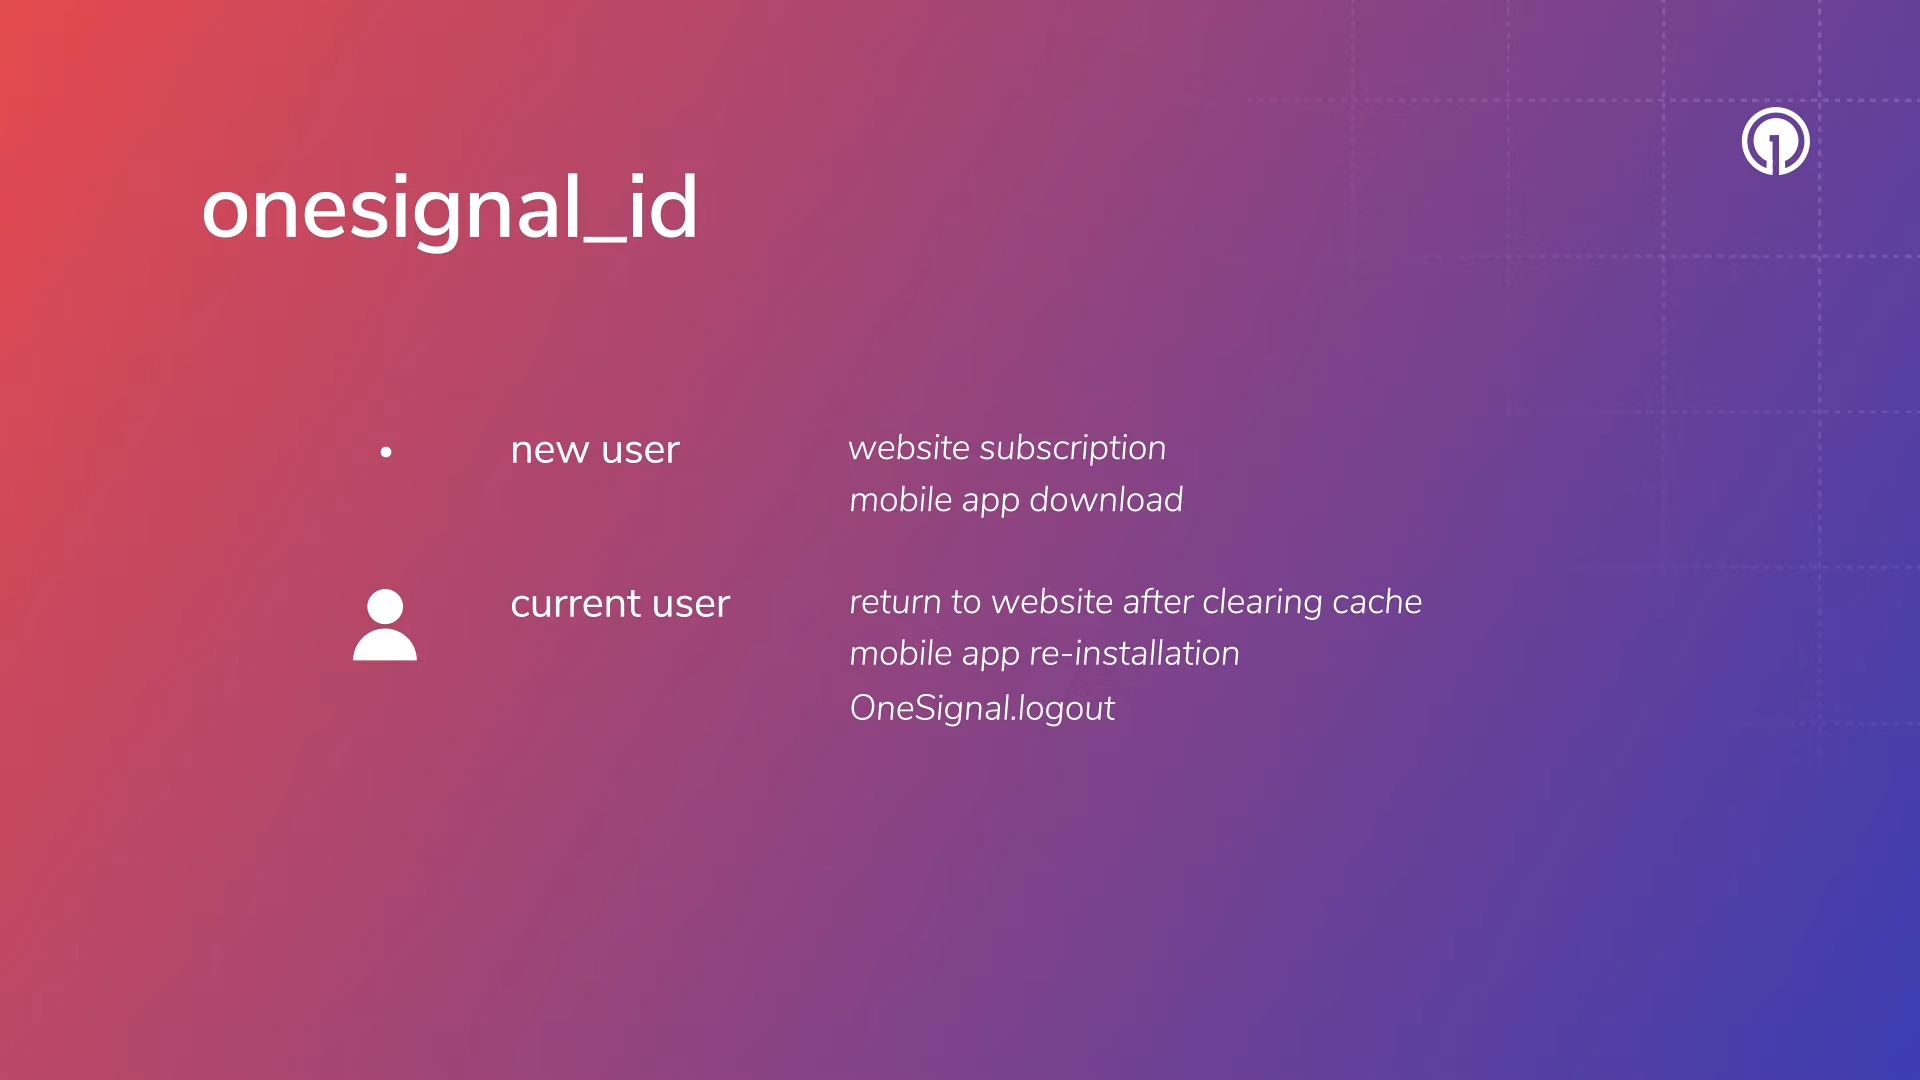 onesignal_id
new user
website subscription
mobile app download
current user
return to website after clearing cache
mobile app re-installation
OneSignal.logout